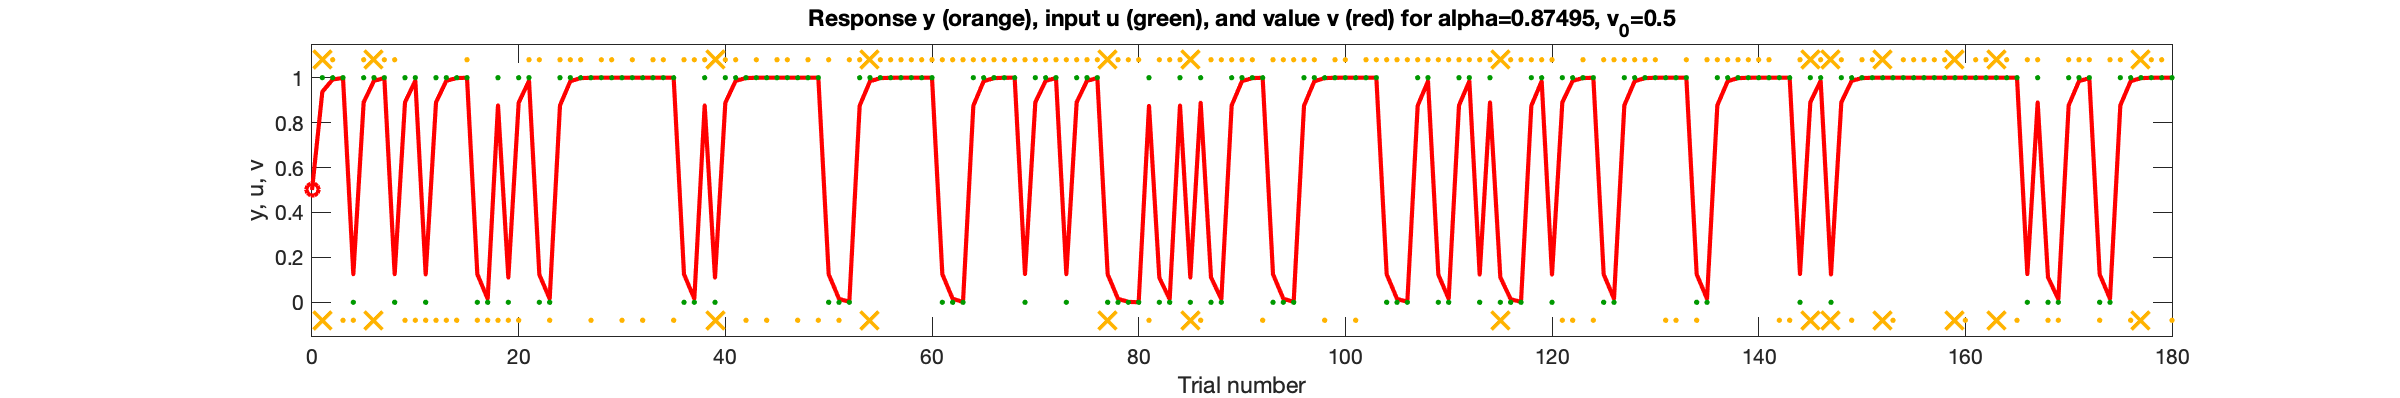 Response y (orange), input u (green), and value v (red) for alpha=0.87495, v_0=0.5
y, u, v
1
0.8
0.6
0.4
0.2
0
0 20 40 60 80 100 120 140 160 180
Trial number